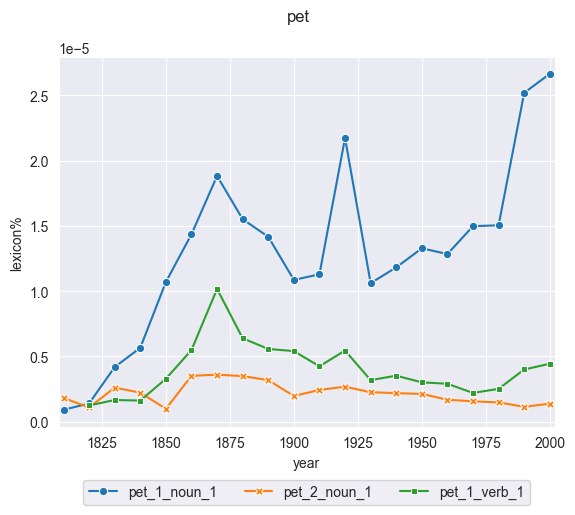 pet
1e−5
2.5
2.0
1.5
1.0
0.5
0.0
lexicon%
1825 1850 1875 1900 1925 1950 1975 2000
year
pet_1_noun_1 pet_2_noun_1 pet_1_verb_1